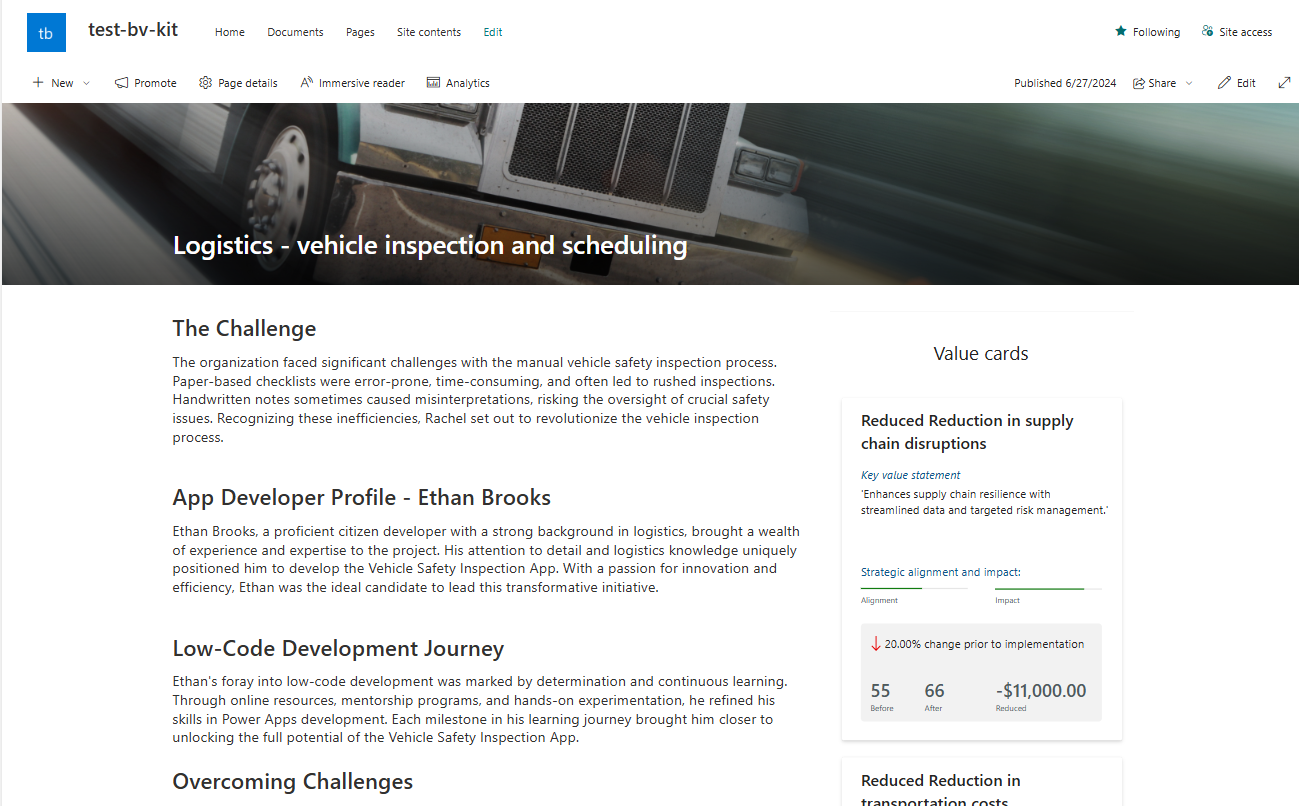 tb
test-bv-kit
Home
Documents
Pages
Site contents
Edit
Following
Site access
New
Promote
Page details
Immersive reader
Analytics
Published 6/27/2024
Share
Edit
Logistics - vehicle inspection and scheduling
The Challenge
The organization faced significant challenges with the manual vehicle safety inspection process.
Paper-based checklists were error-prone, time-consuming, and often led to rushed inspections.
Handwritten notes sometimes caused misinterpretations, risking the oversight of crucial safety
issues. Recognizing these inefficiencies, Rachel set out to revolutionize the vehicle inspection
process.
App Developer Profile - Ethan Brooks
Ethan Brooks, a proficient citizen developer with a strong background in logistics, brought a wealth
of experience and expertise to the project. His attention to detail and logistics knowledge uniquely
positioned him to develop the Vehicle Safety Inspection App. With a passion for innovation and
efficiency, Ethan was the ideal candidate to lead this transformative initiative.
Low-Code Development Journey
Ethan's foray into low-code development was marked by determination and continuous learning.
Through online resources, mentorship programs, and hands-on experimentation, he refined his
skills in Power Apps development. Each milestone in his learning journey brought him closer to
unlocking the full potential of the Vehicle Safety Inspection App.
Overcoming Challenges
Value cards
Reduced Reduction in supply
chain disruptions
Key value statement
'Enhances supply chain resilience with
streamlined data and targeted risk management.'
Strategic alignment and impact:
Alignment
Impact
20.00% change prior to implementation
55
66
-$11,000.00
Before
After
Reduced
Reduced Reduction in
transportation costs